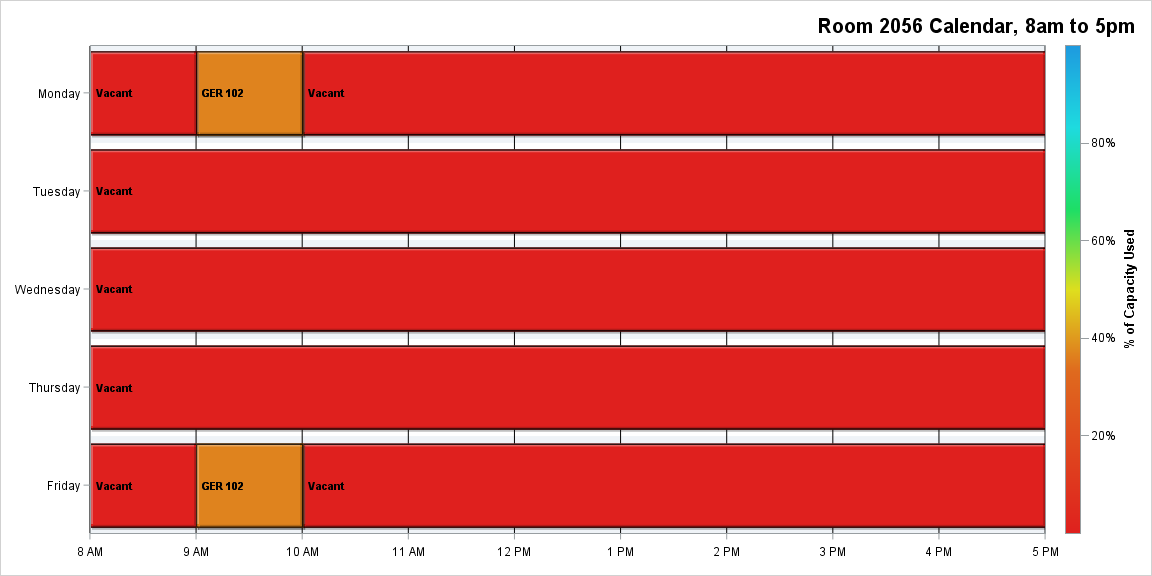 Room 2056 Calendar, 8am to 5pm
Monday
Vacant
GER 102
Vacant
Tuesday
Vacant
Wednesday
Vacant
Thursday
Vacant
Friday
Vacant
GER 102
Vacant
8 AM
9 AM
10 AM
11 AM
12 PM
1 PM
2 PM
3 PM
4 PM
5 PM
80%
60%
40%
20%
% of Capacity Used